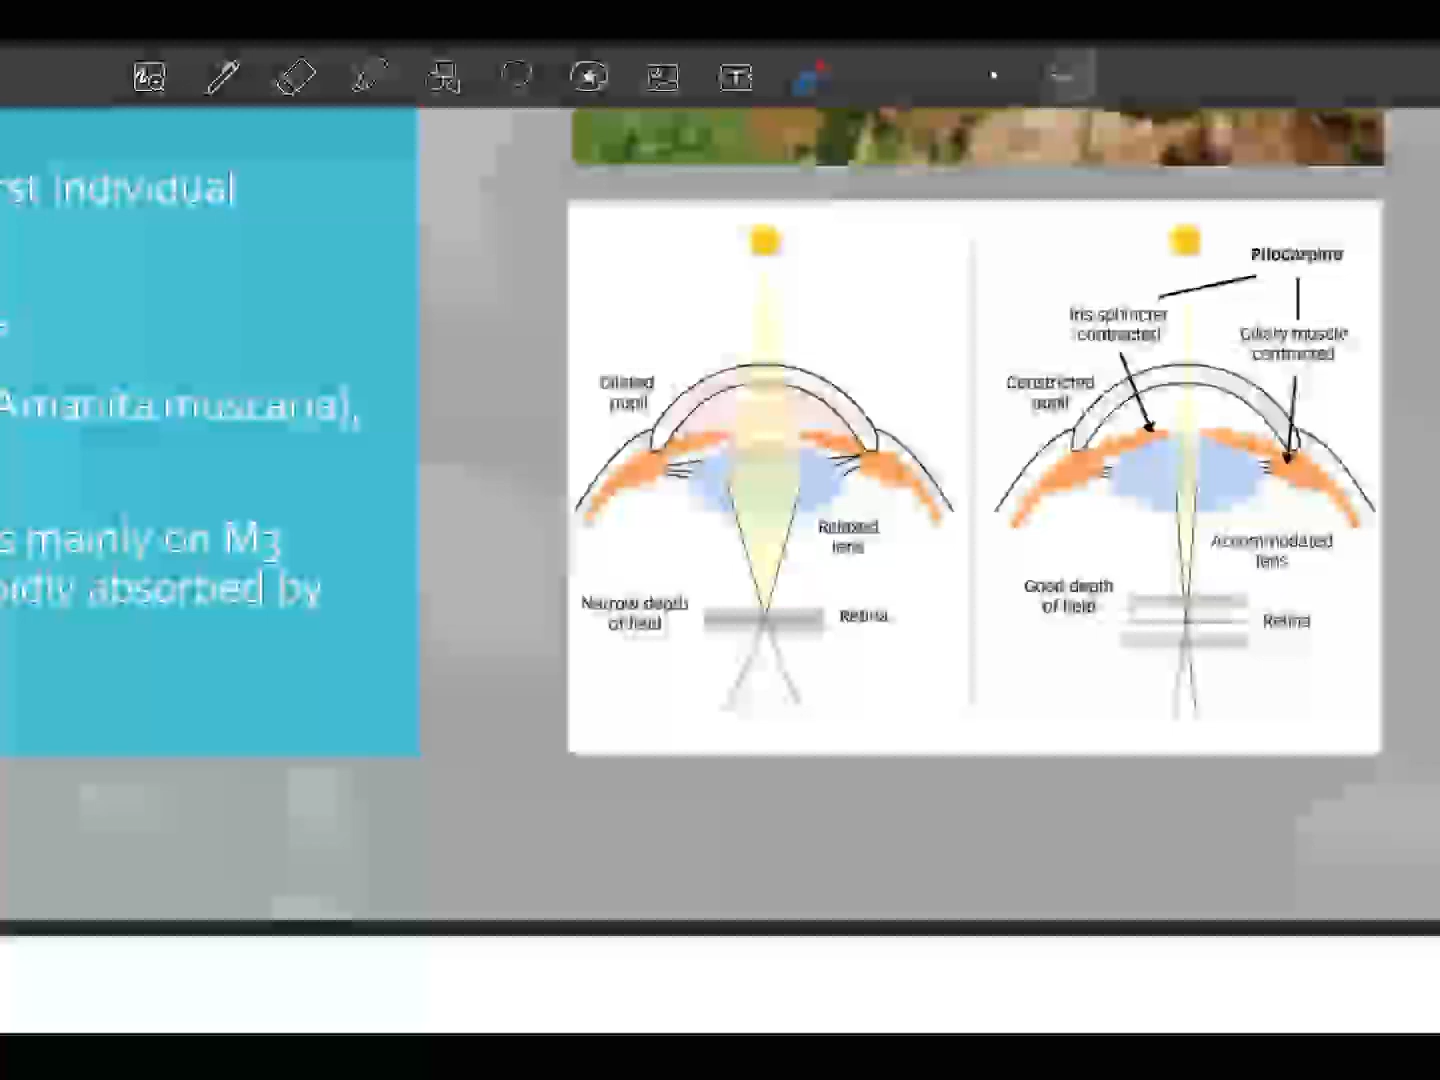 rst individual
Amanita muscaria),
s mainly on M3
absorbed by
Pilocarpine
Iris sphincter
contracted
Ciliary muscle
contracted
Dilated
pupil
Constricted
pupil
Relaxed
lens
Accommodated
lens
Narrow depth
of field
Retina
Good depth
of field
Retina